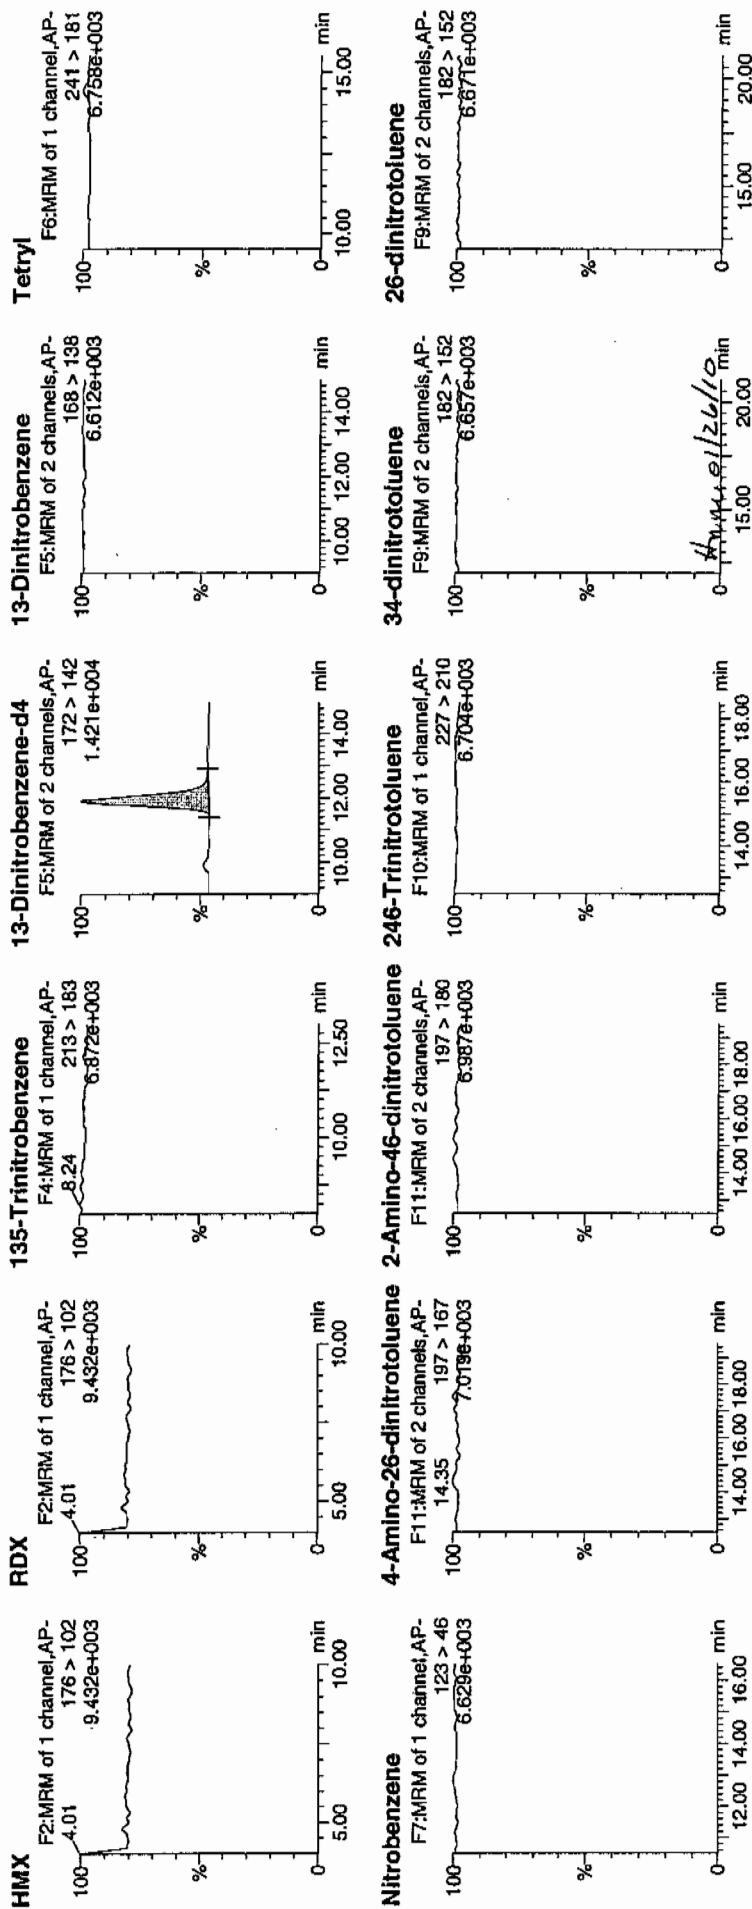 HMX
F2:MRM of 1 channel,AP-
4.01
176 > 102
9.432e+003
100
%
0
5.00
10.00
min
RDX
F2:MRM of 1 channel,AP-
4.01
176 > 102
9.432e+003
100
%
0
5.00
10.00
min
135-Trinitrobenzene
F4:MRM of 1 channel,AP-
8.24
213 > 183
6.872e+003
100
%
0
10.00
12.50
min
13-Dinitrobenzene-d4
F5:MRM of 2 channels,AP-
172 > 142
1.421e+004
100
%
0
10.00
12.00
14.00
min
13-Dinitrobenzene
F5:MRM of 2 channels,AP-
168 > 138
6.612e+003
100
%
0
10.00
12.00
14.00
min
Tetryl
F6:MRM of 1 channel,AP-
241 > 181
6.758e+003
100
%
0
10.00
15.00
min
Nitrobenzene
F7:MRM of 1 channel,AP-
123 > 46
6.629e+003
100
%
0
12.00
14.00
16.00
min
4-Amino-26-dinitrotoluene
F11:MRM of 2 channels,AP-
14.35
197 > 167
7.019e+003
100
%
0
14.00
16.00
18.00
min
2-Amino-46-dinitrotoluene
F11:MRM of 2 channels,AP-
197 > 180
6.987e+003
100
%
0
14.00
16.00
18.00
min
246-Trinitrotoluene
F10:MRM of 1 channel,AP-
227 > 210
6.704e+003
100
%
0
14.00
16.00
18.00
min
34-dinitrotoluene
F9:MRM of 2 channels,AP-
182 > 152
6.657e+003
100
%
0
15.00
20.00
min
01/26/10
26-dinitrotoluene
F9:MRM of 2 channels,AP-
182 > 152
6.671e+003
100
%
0
15.00
20.00
min